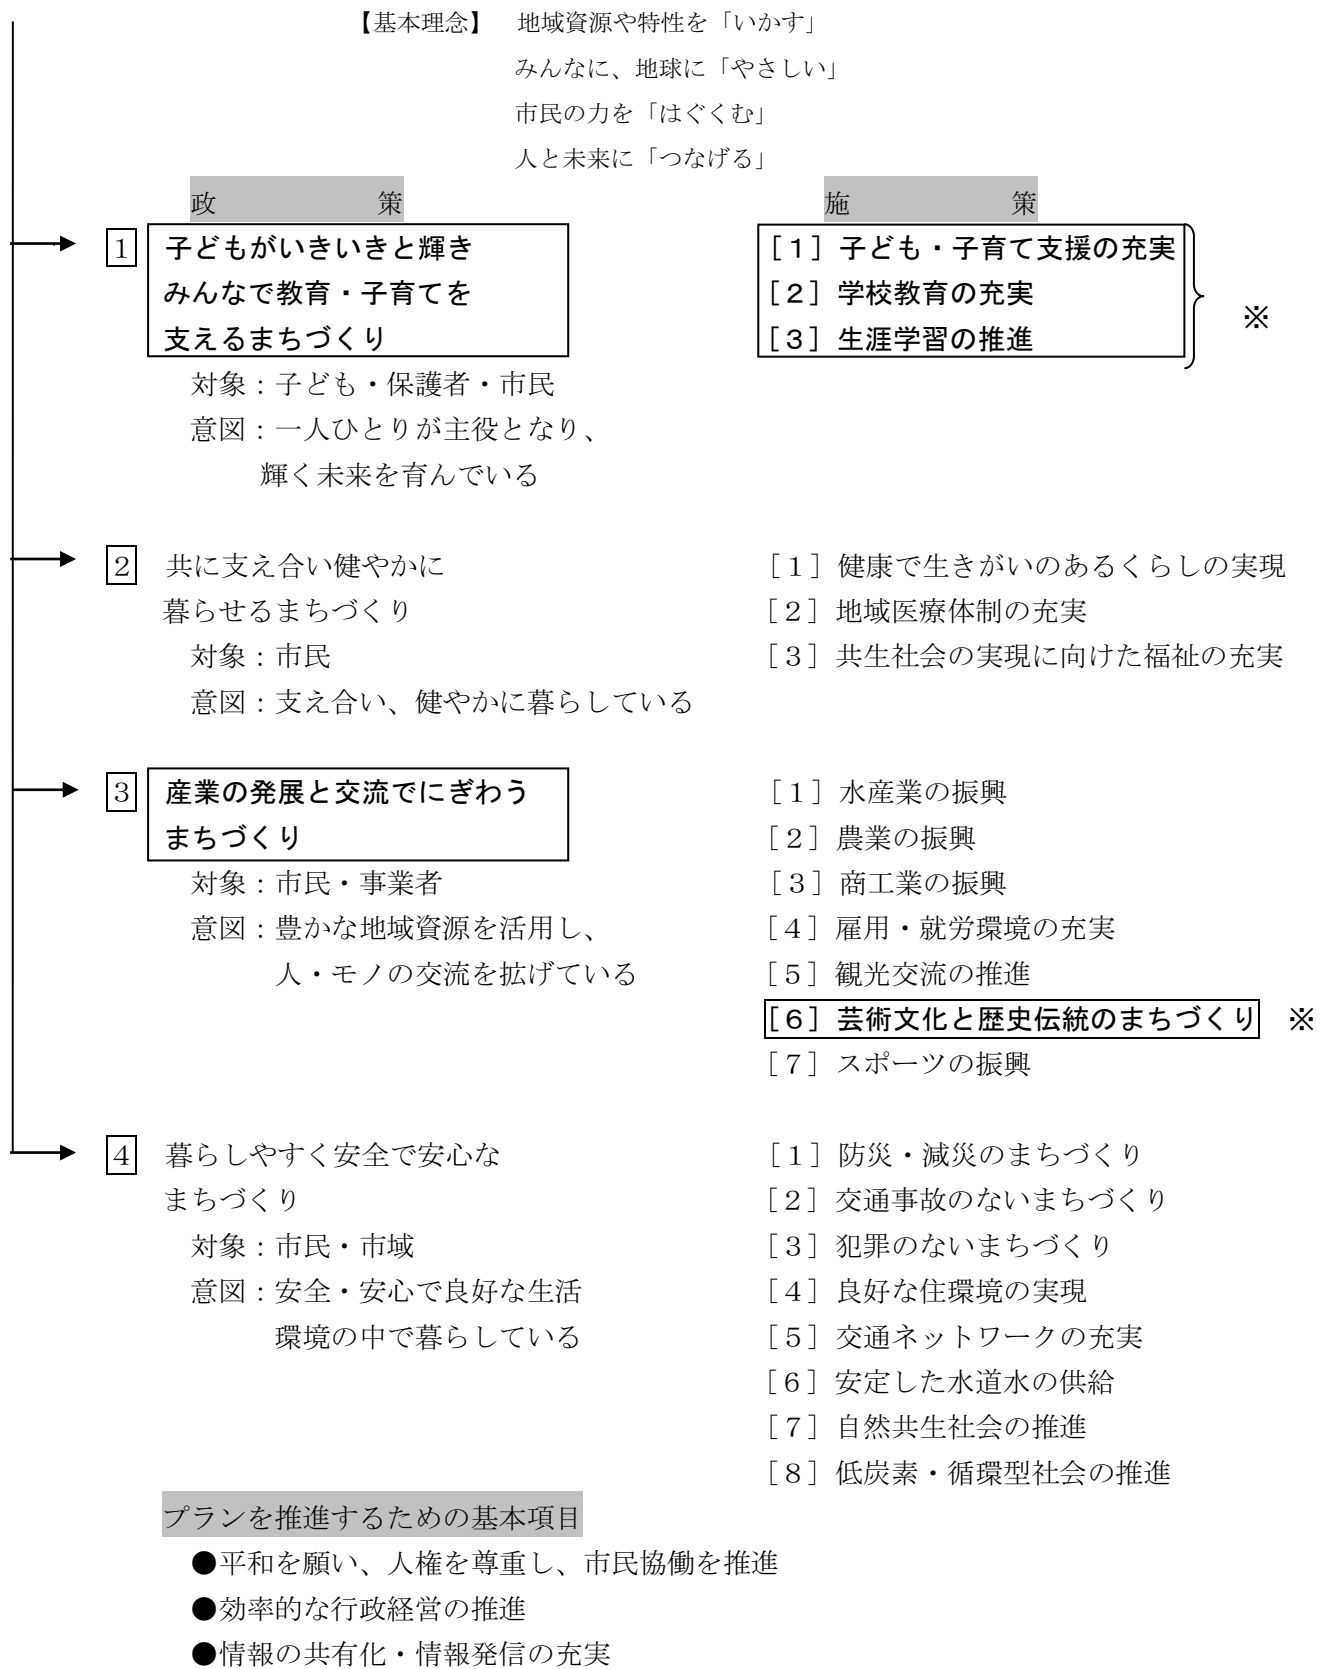 【基本理念】　地域資源や特性を「いかす」
みんなに、地球に「やさしい」
市民の力を「はぐくむ」
人と未来に「つなげる」
政　　　　　策
施　　　　　策
1 子どもがいきいきと輝き
みんなで教育・子育てを
支えるまちづくり
対象：子ども・保護者・市民
意図：一人ひとりが主役となり、
輝く未来を育んでいる
［１］子ども・子育て支援の充実
［２］学校教育の充実
［３］生涯学習の推進
※
2 共に支え合い健やかに
暮らせるまちづくり
対象：市民
意図：支え合い、健やかに暮らしている
［１］健康で生きがいのあるくらしの実現
［２］地域医療体制の充実
［３］共生社会の実現に向けた福祉の充実
3 産業の発展と交流でにぎわう
まちづくり
対象：市民・事業者
意図：豊かな地域資源を活用し、
人・モノの交流を拡げている
［１］水産業の振興
［２］農業の振興
［３］商工業の振興
［４］雇用・就労環境の充実
［５］観光交流の推進
［６］芸術文化と歴史伝統のまちづくり ※
［７］スポーツの振興
4 暮らしやすく安全で安心な
まちづくり
対象：市民・市域
意図：安全・安心で良好な生活
環境の中で暮らしている
［１］防災・減災のまちづくり
［２］交通事故のないまちづくり
［３］犯罪のないまちづくり
［４］良好な住環境の実現
［５］交通ネットワークの充実
［６］安定した水道水の供給
［７］自然共生社会の推進
［８］低炭素・循環型社会の推進
プランを推進するための基本項目
●平和を願い、人権を尊重し、市民協働を推進
●効率的な行政経営の推進
●情報の共有化・情報発信の充実